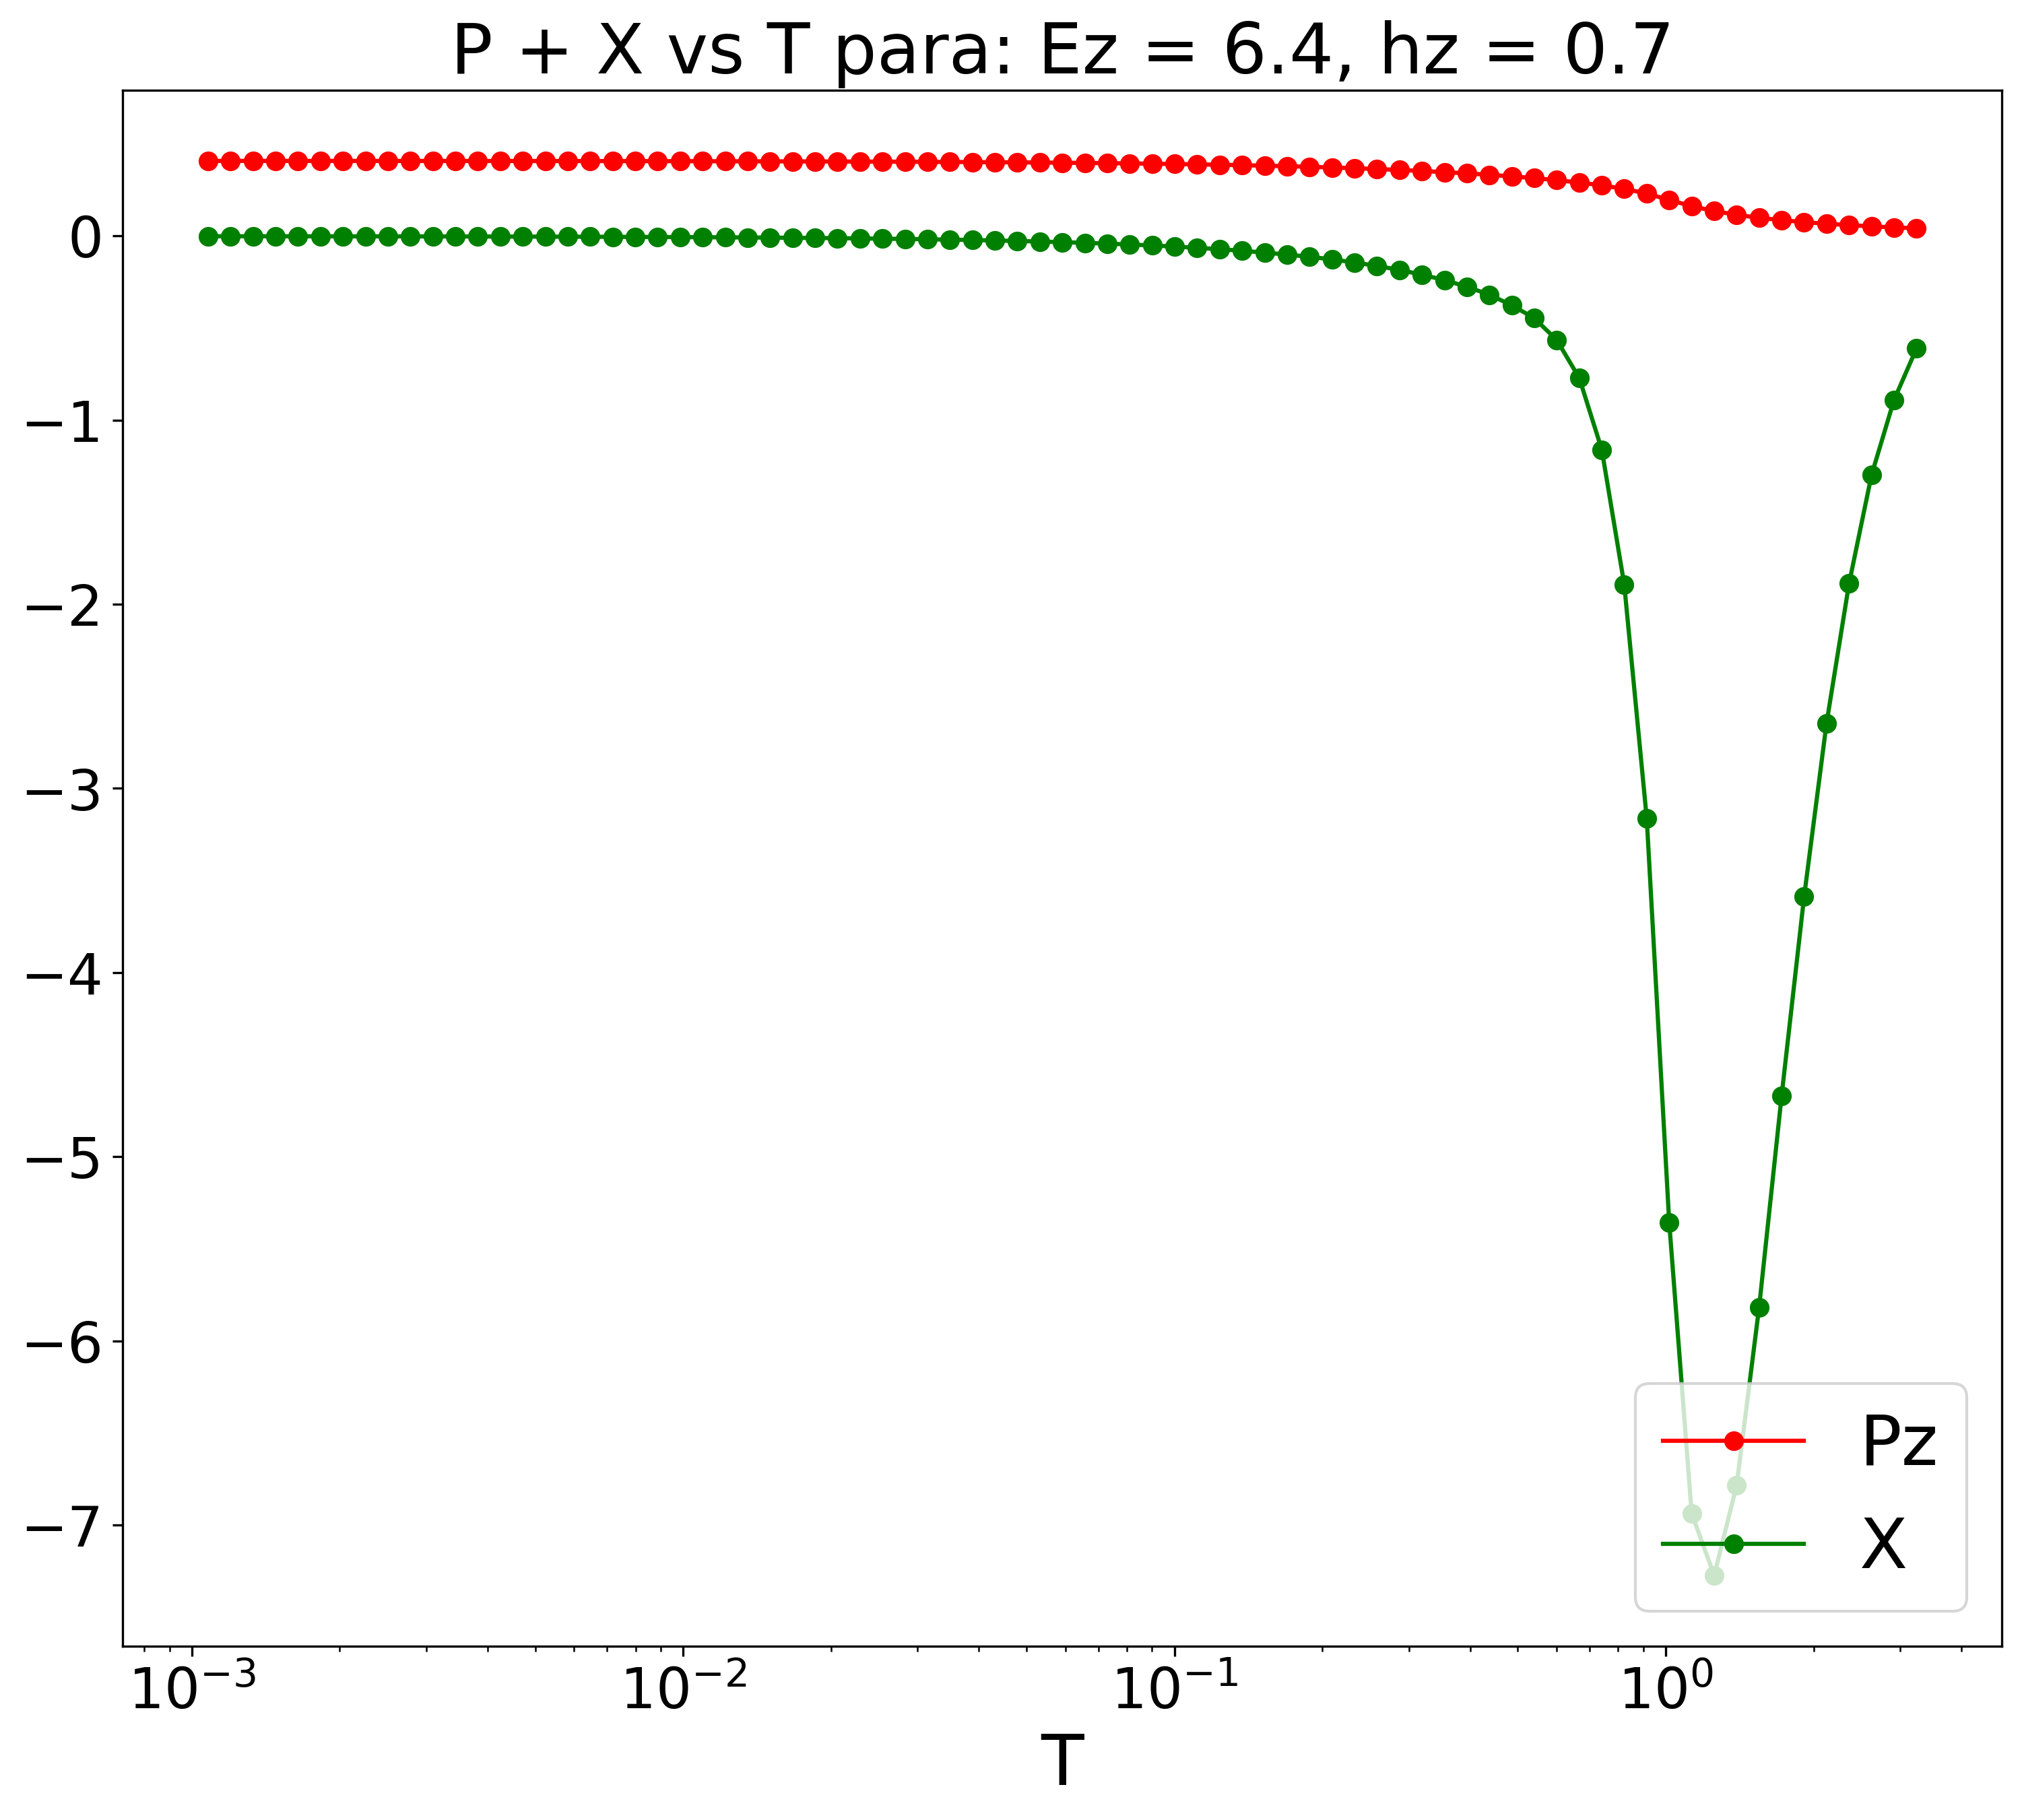 P + X vs T para: Ez = 6.4, hz = 0.7
0
−1
−2
−3
−4
−5
−6
−7
Pz
X
10⁻³ 10⁻² 10⁻¹ 10⁰
T